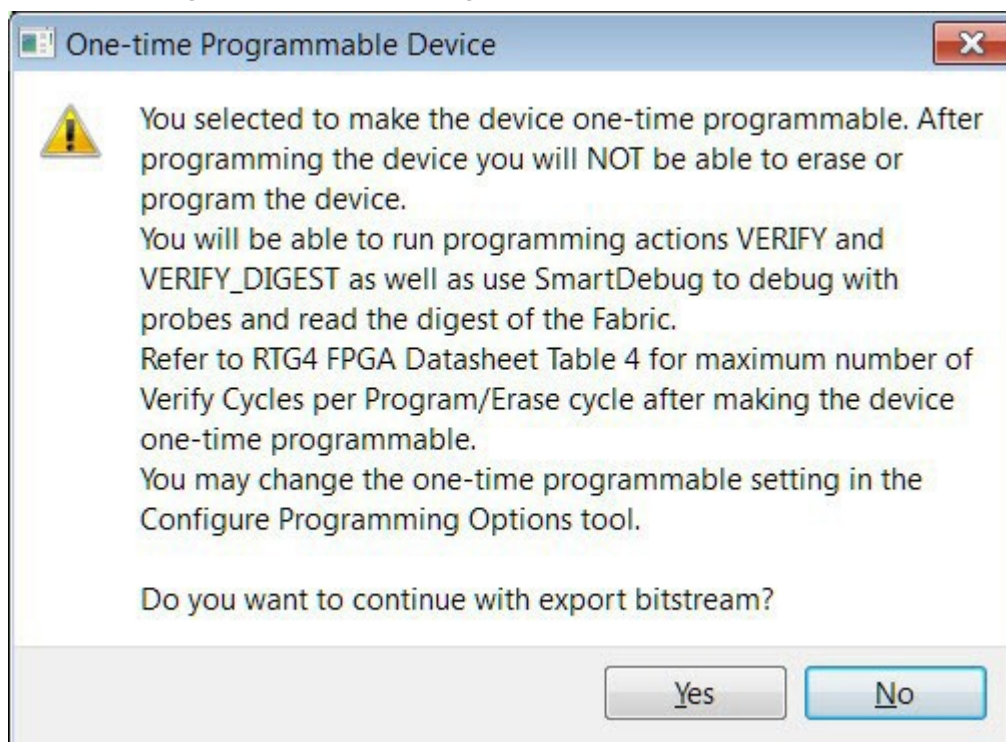 One-time Programmable Device
You selected to make the device one-time programmable. After
programming the device you will NOT be able to erase or
program the device.
You will be able to run programming actions VERIFY and
VERIFY_DIGEST as well as use SmartDebug to debug with
probes and read the digest of the Fabric.
Refer to RTG4 FPGA Datasheet Table 4 for maximum number of
Verify Cycles per Program/Erase cycle after making the device
one-time programmable.
You may change the one-time programmable setting in the
Configure Programming Options tool.
Do you want to continue with export bitstream?
Yes
No